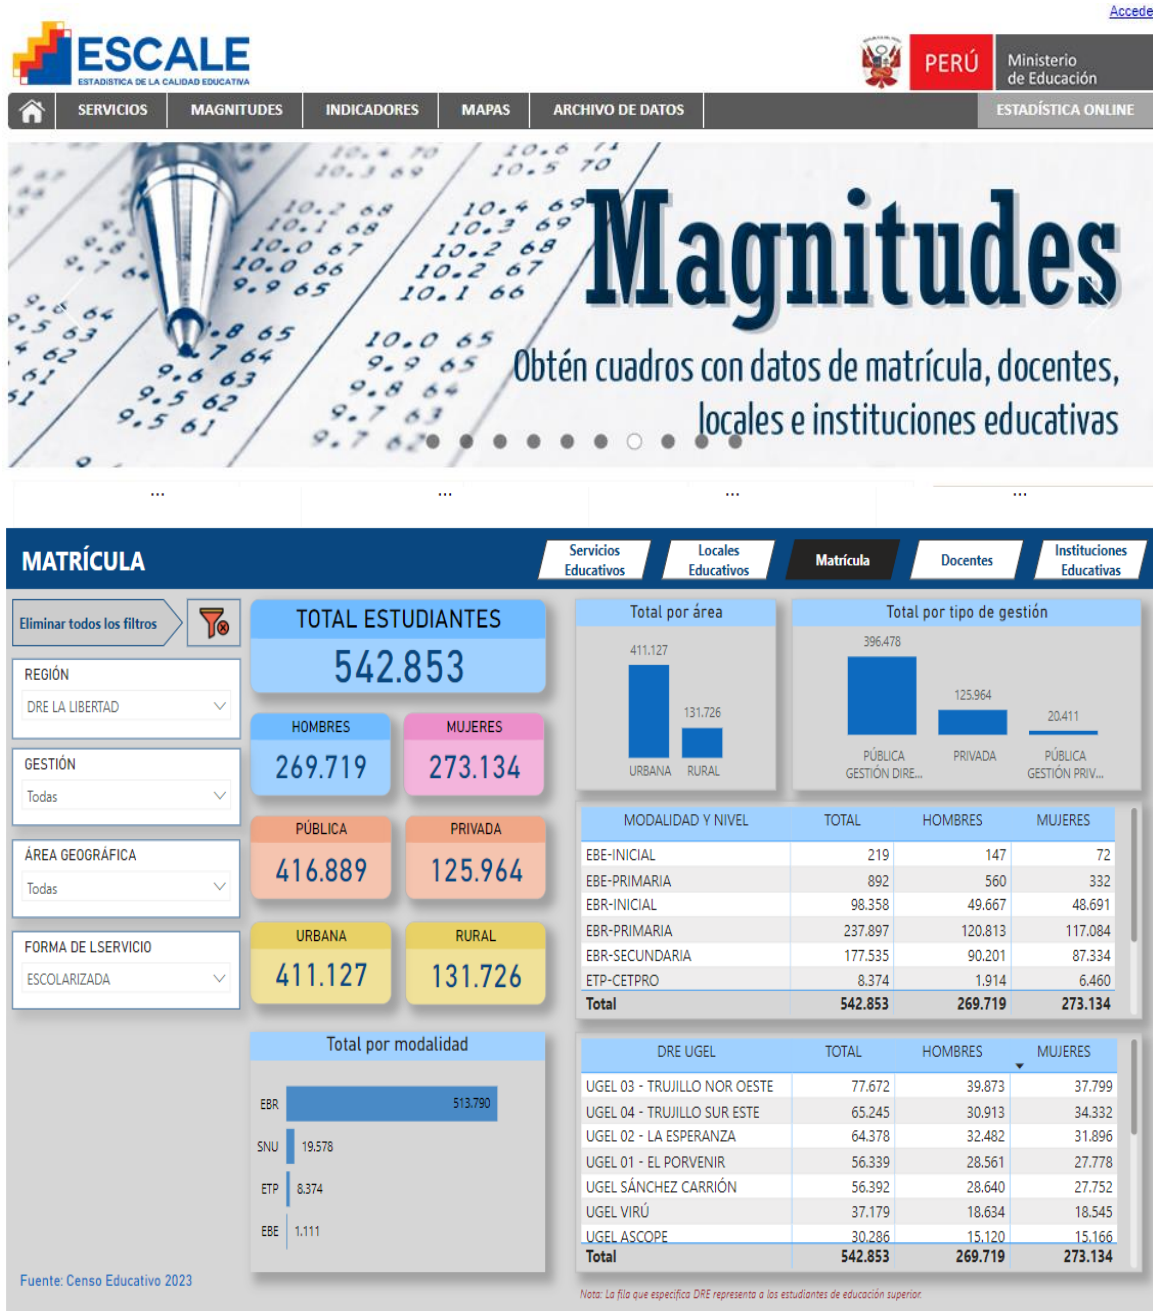 Accede
ESCALE
ESTADÍSTICA DE LA CALIDAD EDUCATIVA
PERÚ
Ministerio
de Educación
SERVICIOS MAGNITUDES INDICADORES MAPAS ARCHIVO DE DATOS ESTADÍSTICA ONLINE
Magnitudes
Obtén cuadros con datos de matrícula, docentes,
locales e instituciones educativas
... ... ... ...
MATRÍCULA
Servicios
Educativos
Locales
Educativos
Matrícula
Docentes
Instituciones
Educativas
Eliminar todos los filtros
REGIÓN
DRE LA LIBERTAD
GESTIÓN
Todas
ÁREA GEOGRÁFICA
Todas
FORMA DE LSERVICIO
ESCOLARIZADA
TOTAL ESTUDIANTES
542.853
HOMBRES
269.719
MUJERES
273.134
PÚBLICA
416.889
PRIVADA
125.964
URBANA
411.127
RURAL
131.726
Total por modalidad
EBR 513.790
SNU 19.578
ETP 8.374
EBE 1.111
Total por área
411.127
131.726
URBANA RURAL
Total por tipo de gestión
396.478
125.964
20.411
PÚBLICA
GESTIÓN DIRE...
PRIVADA
PÚBLICA
GESTIÓN PRIV...
MODALIDAD Y NIVEL TOTAL HOMBRES MUJERES
EBE-INICIAL 219 147 72
EBE-PRIMARIA 892 560 332
EBR-INICIAL 98.358 49.667 48.691
EBR-PRIMARIA 237.897 120.813 117.084
EBR-SECUNDARIA 177.535 90.201 87.334
ETP-CETPRO 8.374 1.914 6.460
Total 542.853 269.719 273.134
DRE UGEL TOTAL HOMBRES MUJERES
UGEL 03 - TRUJILLO NOR OESTE 77.672 39.873 37.799
UGEL 04 - TRUJILLO SUR ESTE 65.245 30.913 34.332
UGEL 02 - LA ESPERANZA 64.378 32.482 31.896
UGEL 01 - EL PORVENIR 56.339 28.561 27.778
UGEL SÁNCHEZ CARRIÓN 56.392 28.640 27.752
UGEL VIRÚ 37.179 18.634 18.545
UGEL ASCOPE 30.286 15.120 15.166
Total 542.853 269.719 273.134
Fuente: Censo Educativo 2023
Nota: La fila que especifica DRE representa a los estudiantes de educación superior.